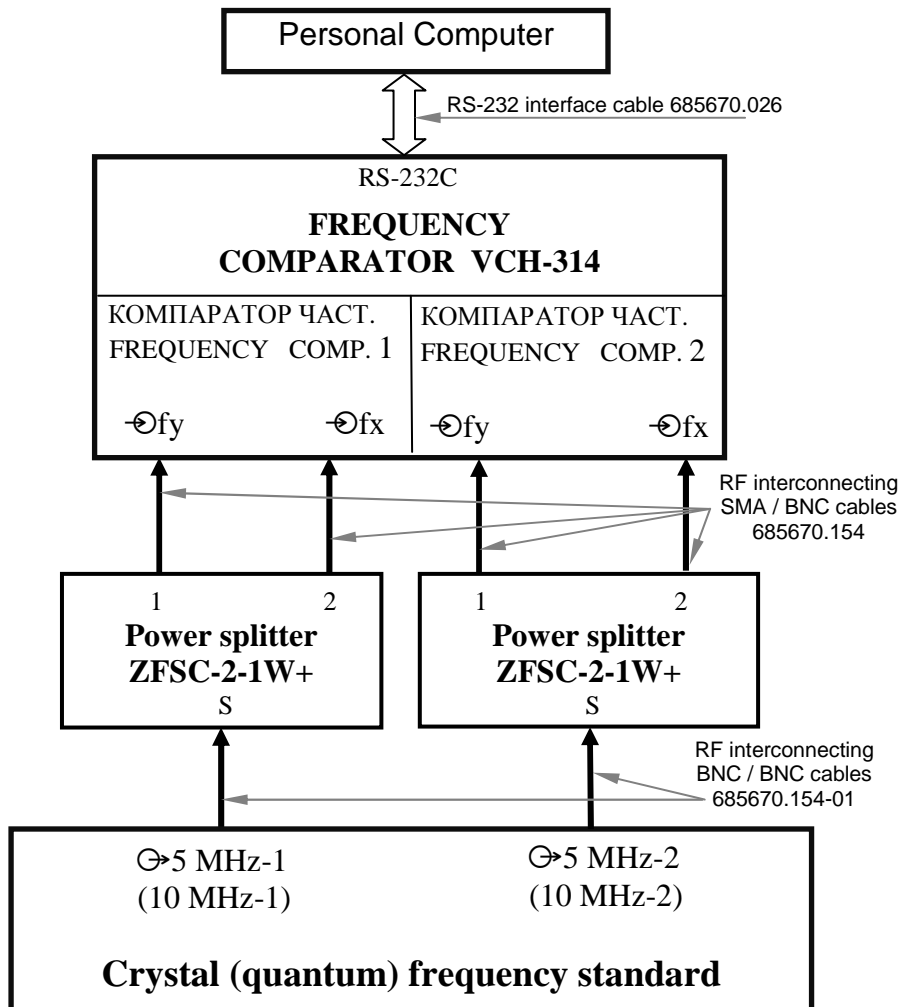 Personal Computer
RS-232 interface cable 685670.026
RS-232C
FREQUENCY
COMPARATOR VCH-314
КОМПАРАТОР ЧАСТ.
FREQUENCY COMP. 1
fy
fx
КОМПАРАТОР ЧАСТ.
FREQUENCY COMP. 2
fy
fx
RF interconnecting
SMA / BNC cables
685670.154
1
2
Power splitter
ZFSC-2-1W+
S
1
2
Power splitter
ZFSC-2-1W+
S
RF interconnecting
BNC / BNC cables
685670.154-01
5 MHz-1
(10 MHz-1)
5 MHz-2
(10 MHz-2)
Crystal (quantum) frequency standard